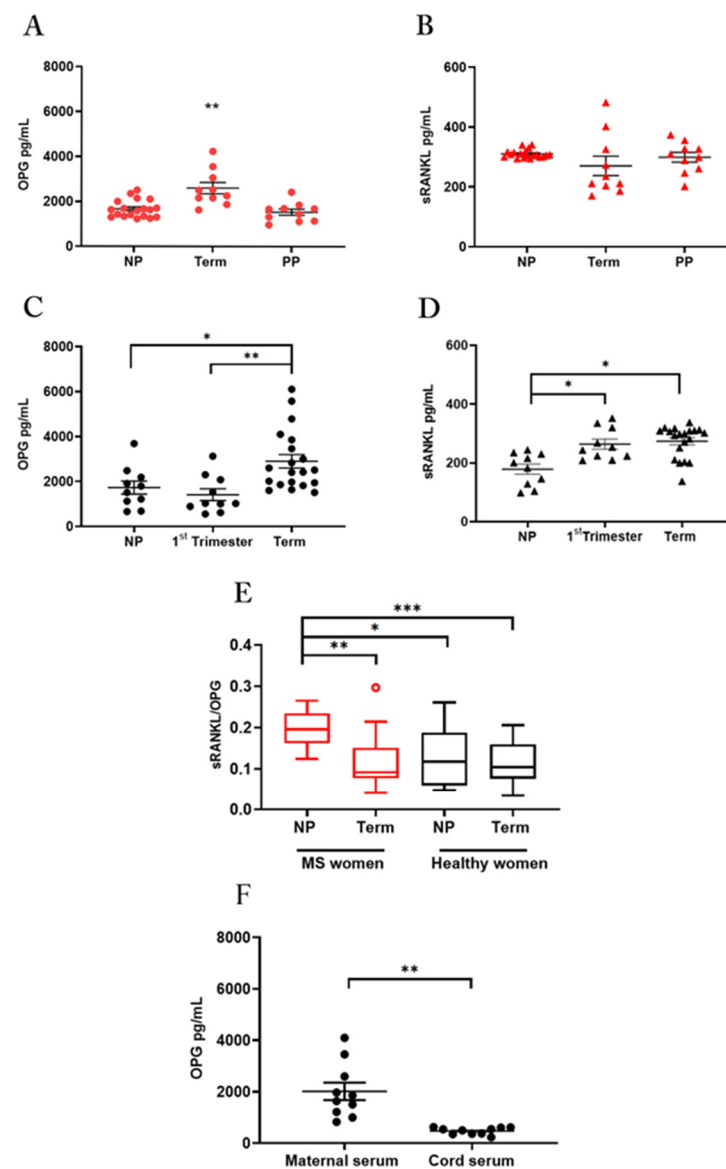 A
8000
6000
4000
2000
0
OPG pg/mL
**
NP Term PP
B
600
400
200
0
sRANKL pg/mL
NP Term PP
C
8000
6000
4000
2000
0
OPG pg/mL
*
**
NP 1st Trimester Term
D
600
400
200
0
sRANKL pg/mL
*
*
NP 1stTrimester Term
E
0.4
0.3
0.2
0.1
0.0
sRANKL/OPG
***
*
**
NP Term NP Term
MS women Healthy women
F
8000
6000
4000
2000
0
OPG pg/mL
**
Maternal serum Cord serum